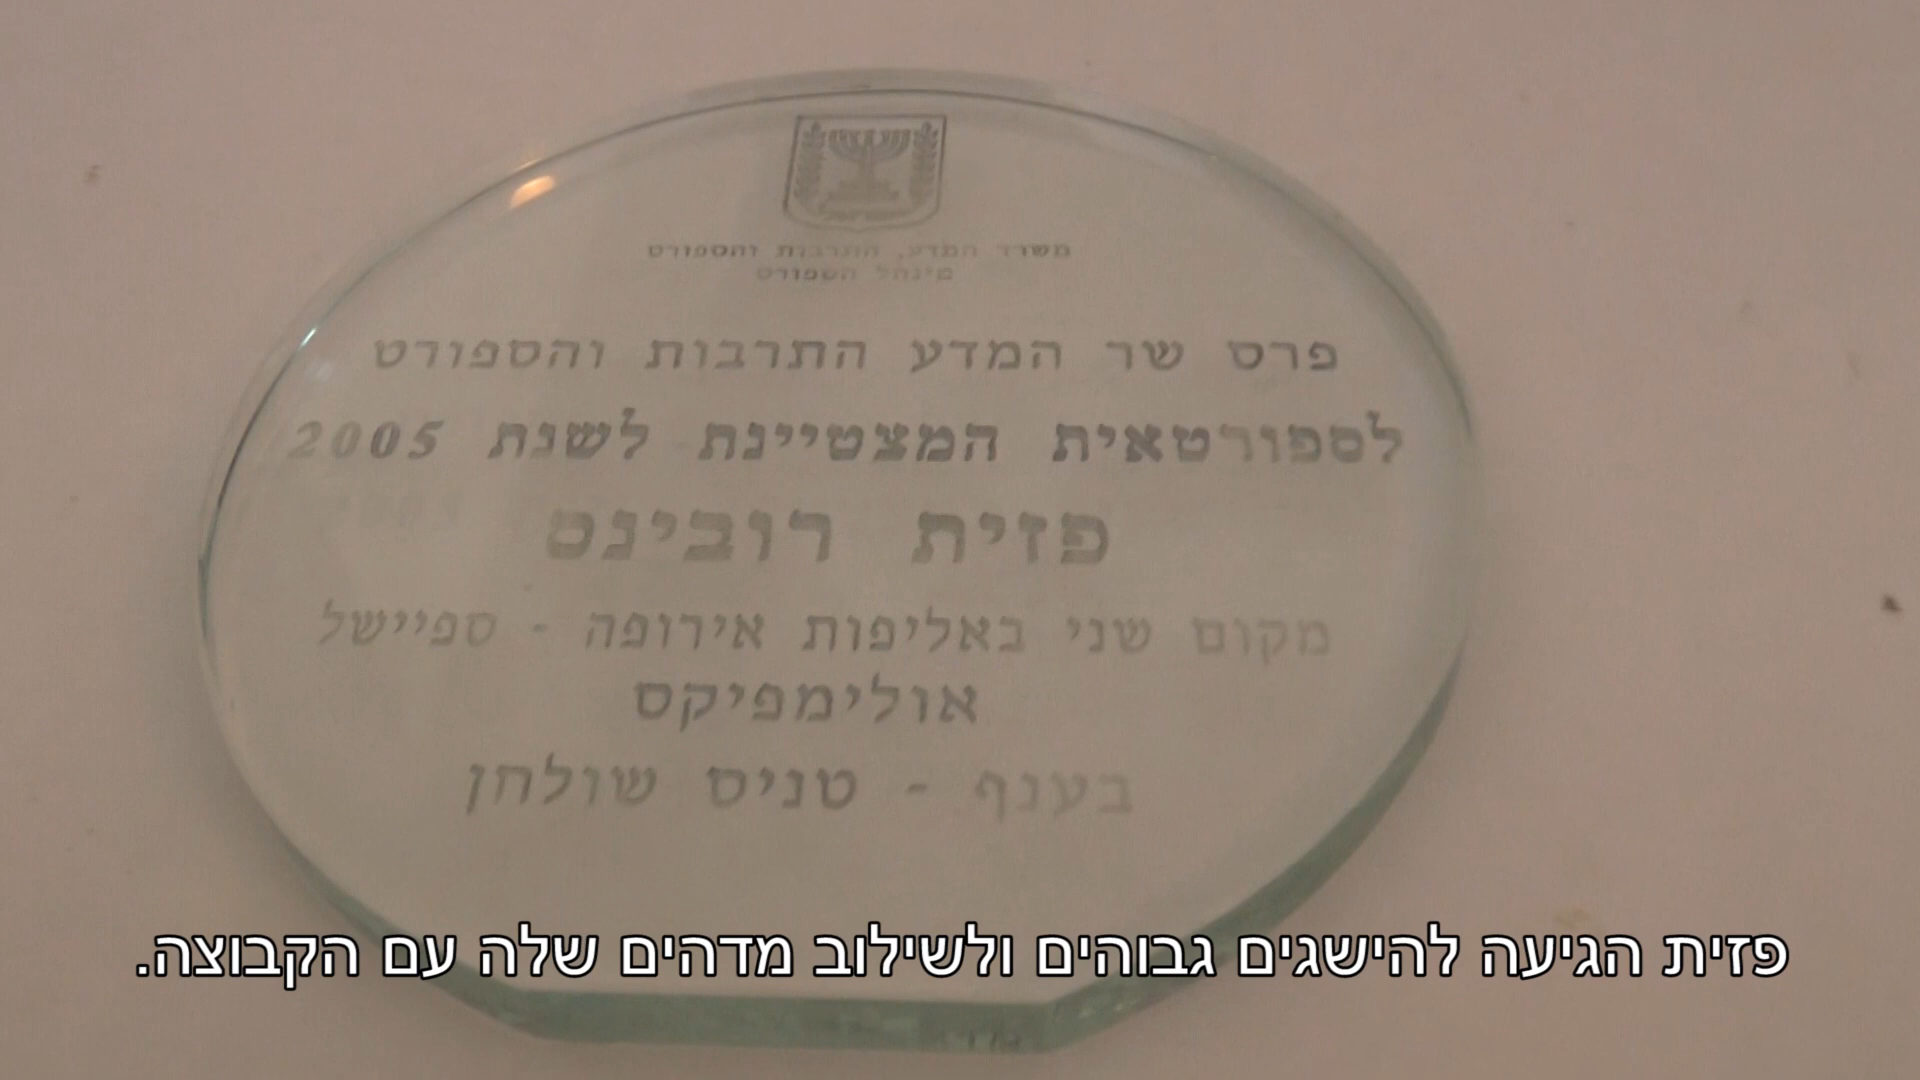 משרד המדע, התרבות והספורט
מינהל הספורט
פרס שר המדע התרבות והספורט
לספורטאית המצטיינת לשנת 2005
פזית רובינס
מקום שני באליפות אירופה - ספיישל
אולימפיקס
בענף - טניס שולחן
פזית הגיעה להישגים גבוהים ולשילוב מדהים שלה עם הקבוצה.